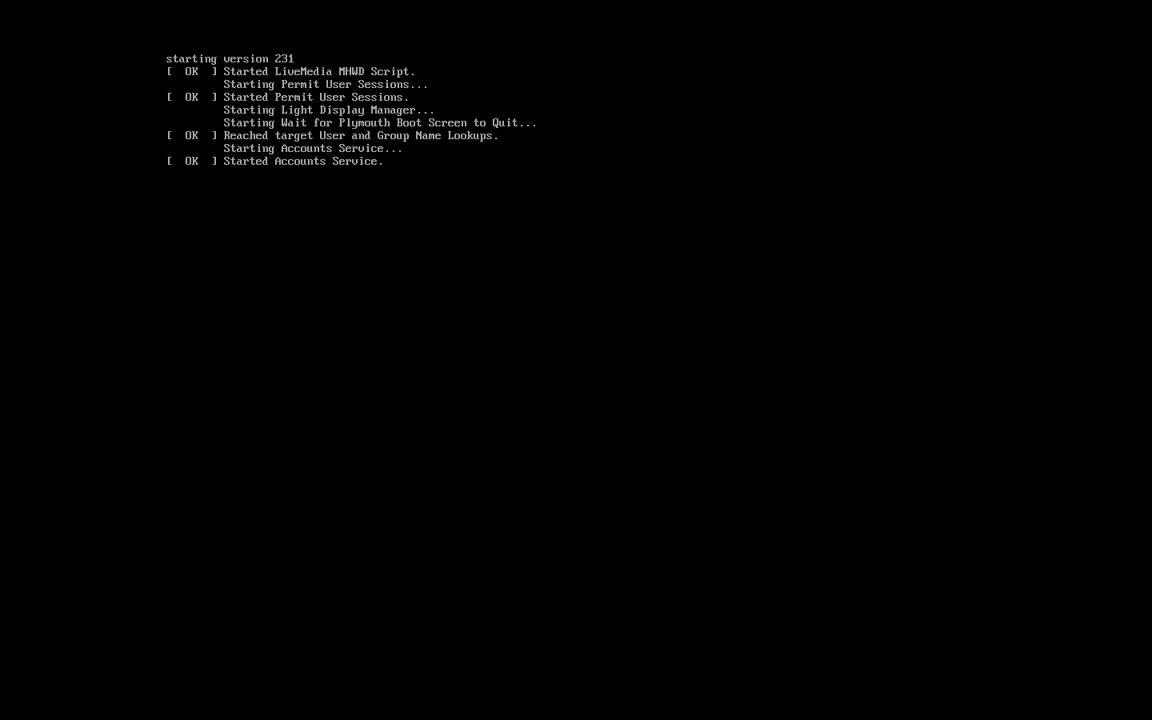 starting version 231
[  OK  ] Started LiveMedia MHWD Script.
         Starting Permit User Sessions...
[  OK  ] Started Permit User Sessions.
         Starting Light Display Manager...
         Starting Wait for Plymouth Boot Screen to Quit...
[  OK  ] Reached target User and Group Name Lookups.
         Starting Accounts Service...
[  OK  ] Started Accounts Service.